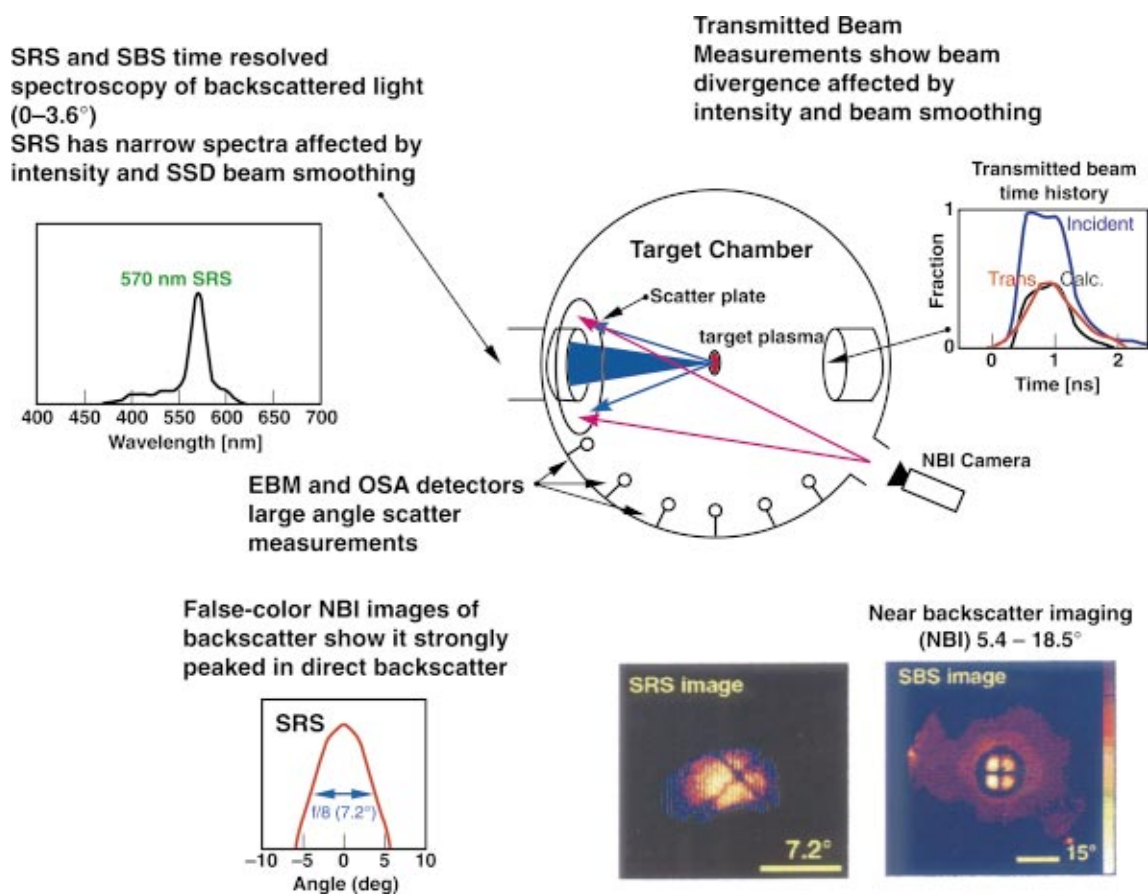 SRS and SBS time resolved
spectroscopy of backscattered light
(0–3.6°)
SRS has narrow spectra affected by
intensity and SSD beam smoothing
Transmitted Beam
Measurements show beam
divergence affected by
intensity and beam smoothing
Transmitted beam
time history
1
Incident
Trans.
Calc.
Fraction
0
0 1 2
Time [ns]
570 nm SRS
400 450 400 550 600 650 700
Wavelength [nm]
Target Chamber
Scatter plate
target plasma
NBI Camera
EBM and OSA detectors
large angle scatter
measurements
False-color NBI images of
backscatter show it strongly
peaked in direct backscatter
SRS
f/8 (7.2°)
–10 –5 0 5 10
Angle (deg)
Near backscatter imaging
(NBI) 5.4 – 18.5°
SRS image
7.2°
SBS image
15°